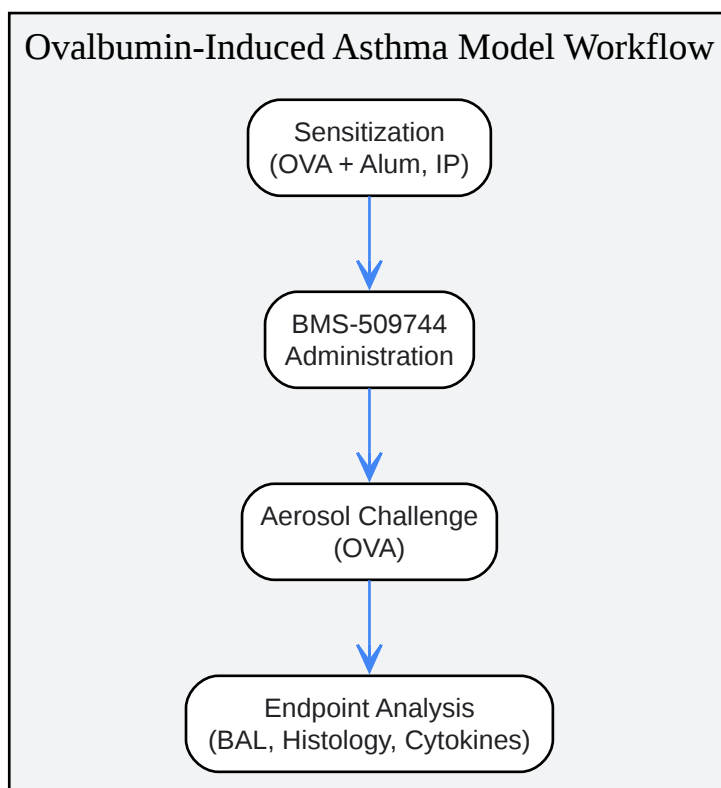 Ovalbumin-Induced Asthma Model Workflow
Sensitization
(OVA + Alum, IP)
BMS-509744
Administration
Aerosol Challenge
(OVA)
Endpoint Analysis
(BAL, Histology, Cytokines)